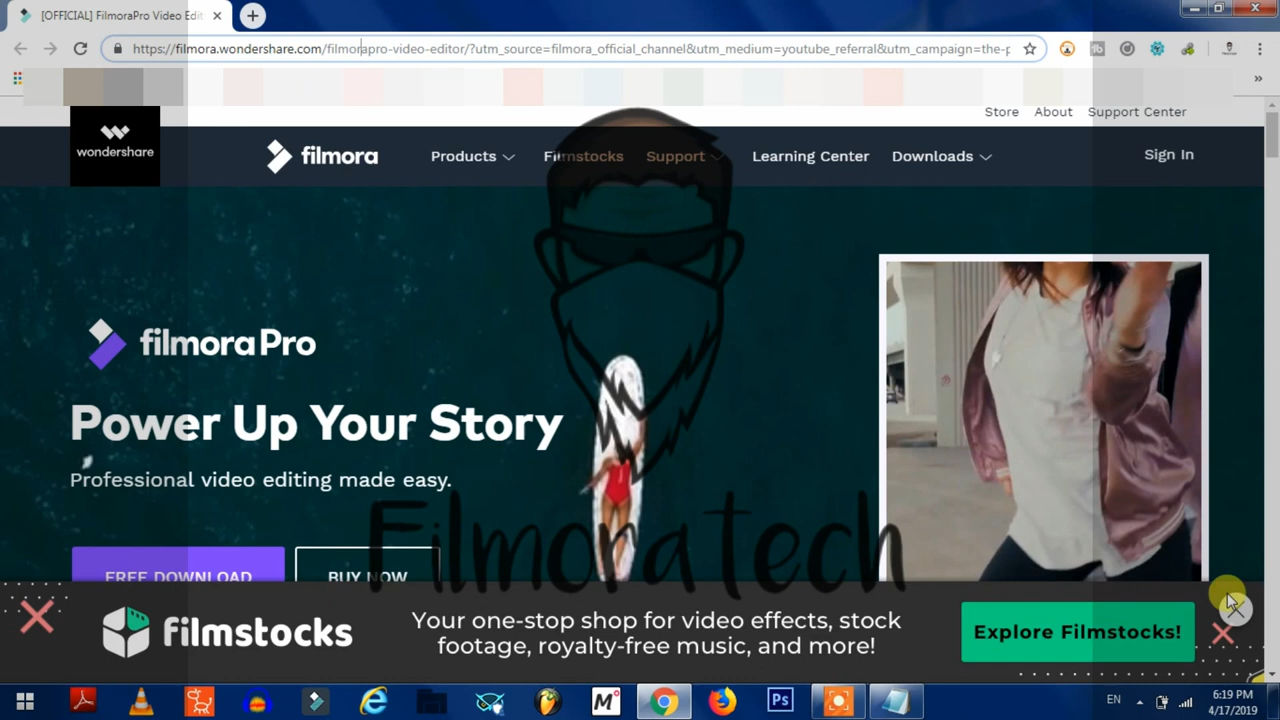 [OFFICIAL] FilmoraPro Video Edit
https://filmora.wondershare.com/filmorapro-video-editor/?utm_source=filmora_official_channel&utm_medium=youtube_referral&utm_campaign=the-p
Store About Support Center
wondershare
filmora Products Filmstocks Support Learning Center Downloads Sign In
filmora Pro
Power Up Your Story
Professional video editing made easy.
Filmora Tech
FREE DOWNLOAD BUY NOW
filmstocks
Your one-stop shop for video effects, stock
footage, royalty-free music, and more!
Explore Filmstocks!
Ps
EN
6:19 PM
4/17/2019